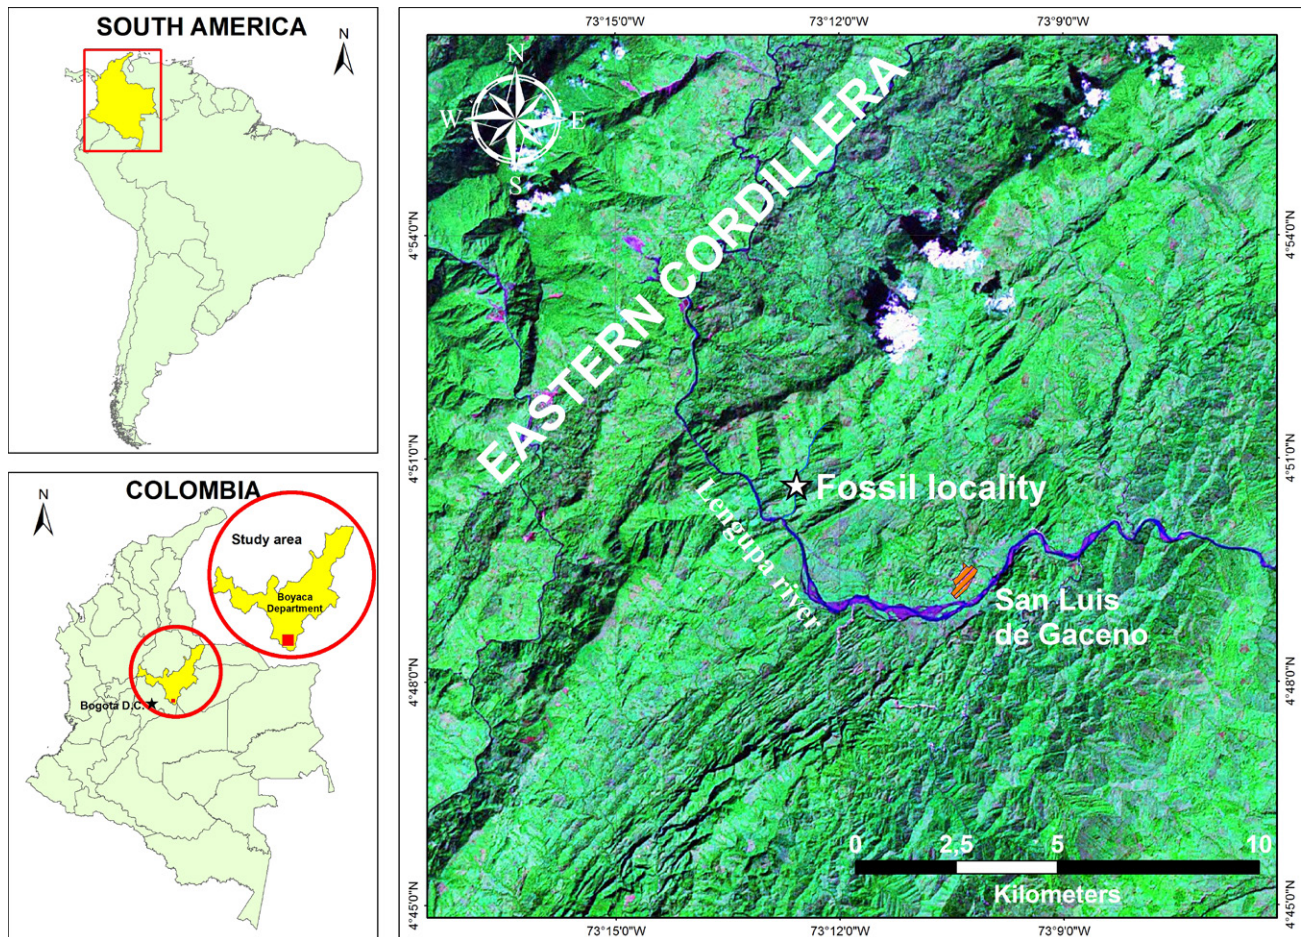 SOUTH AMERICA
N
COLOMBIA
N
Study area
Boyaca
Department
Bogota D.C.
73°15'0"W
73°12'0"W
73°9'0"W
N
W
E
S
EASTERN CORDILLERA
4°54'0"N
4°54'0"N
4°51'0"N
4°51'0"N
Fossil locality
Lengupa river
San Luis
de Gaceno
4°48'0"N
4°48'0"N
0
2,5
5
10
Kilometers
4°45'0"N
4°45'0"N
73°15'0"W
73°12'0"W
73°9'0"W